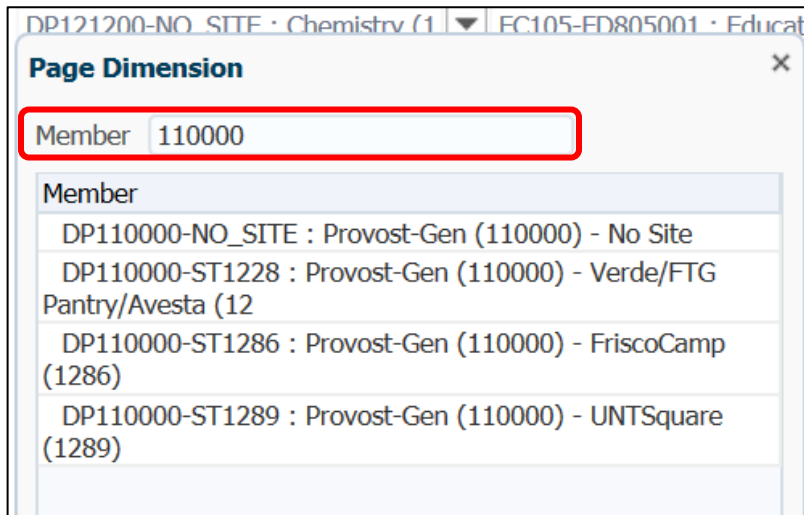 DP121200-NO_SITE : Chemistry (1 FC105-FD805001 : Educat
Page Dimension ×
Member 110000
Member
DP110000-NO_SITE : Provost-Gen (110000) - No Site
DP110000-ST1228 : Provost-Gen (110000) - Verde/FTG
Pantry/Avesta (12
DP110000-ST1286 : Provost-Gen (110000) - FriscoCamp
(1286)
DP110000-ST1289 : Provost-Gen (110000) - UNTSquare
(1289)